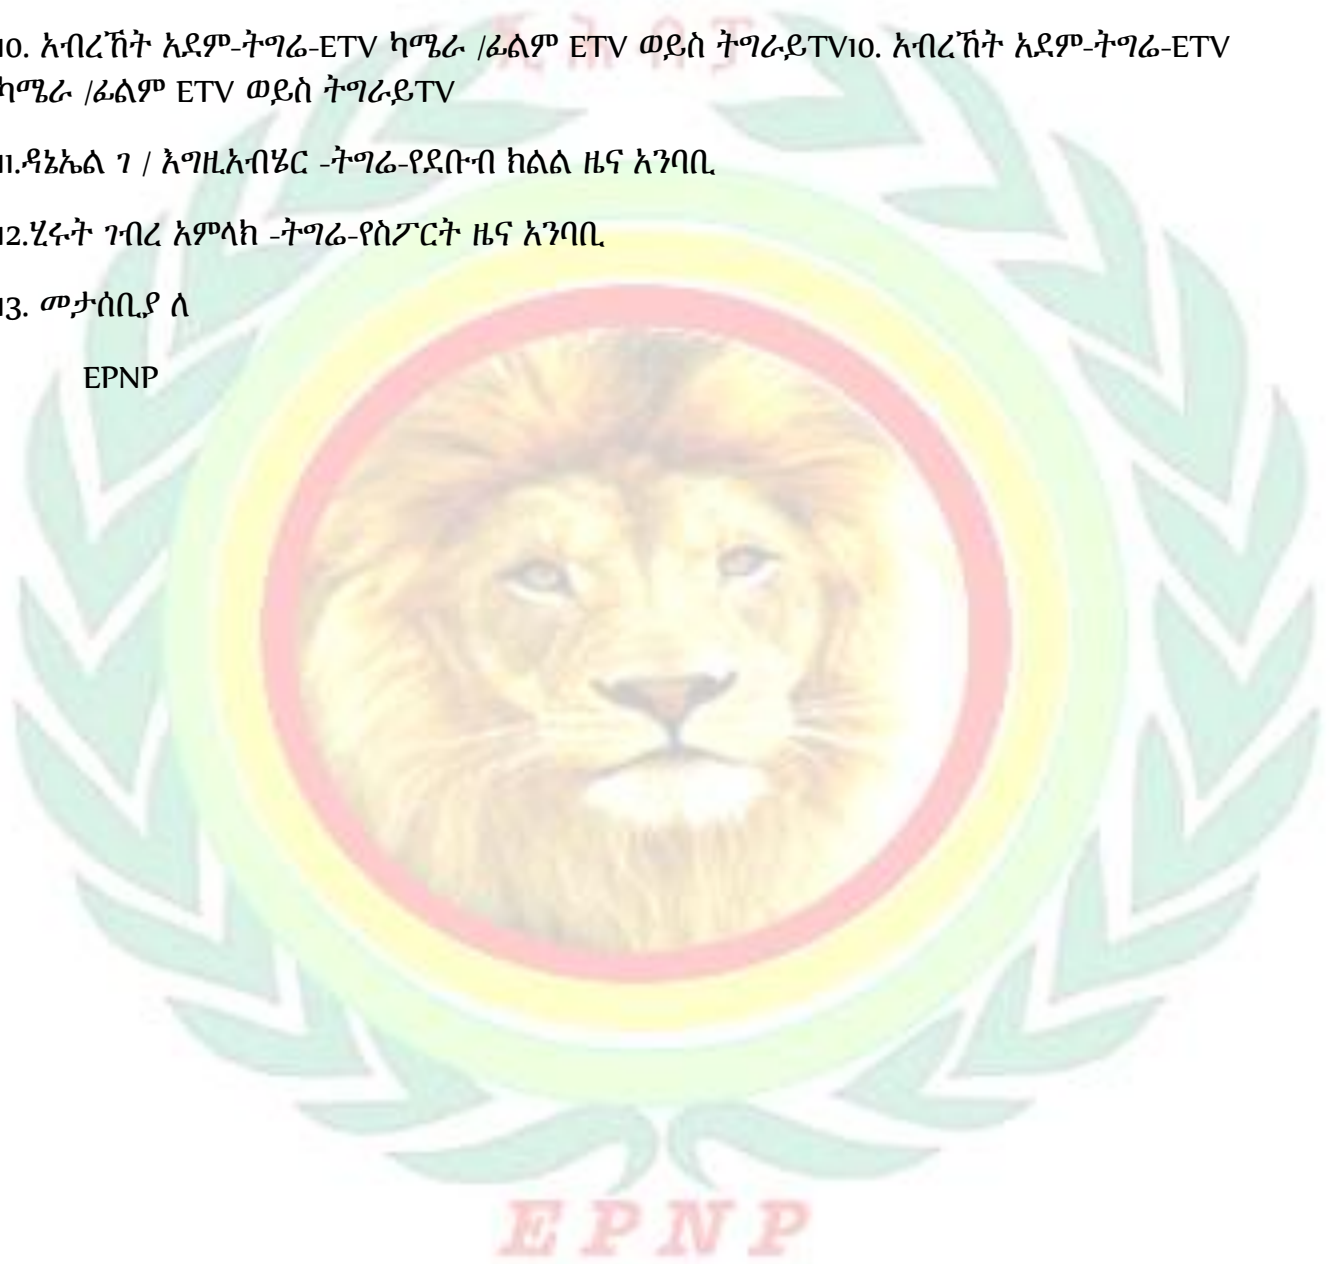 10. አብረኸት አደም-ትግሬ-ETV ካሜራ /ፊልም ETV ወይስ ትግራይTV10. አብረኸት አደም-ትግሬ-ETV
ካሜራ /ፊልም ETV ወይስ ትግራይTV
11.ዳኔኤል ገ / እግዚአብሄር -ትግሬ-የደቡብ ክልል ዜና አንባቢ
12.ሂሩት ገብረ አምላክ -ትግሬ-የስፖርት ዜና አንባቢ
13. መታሰቢያ ለ
EPNP
EPNP